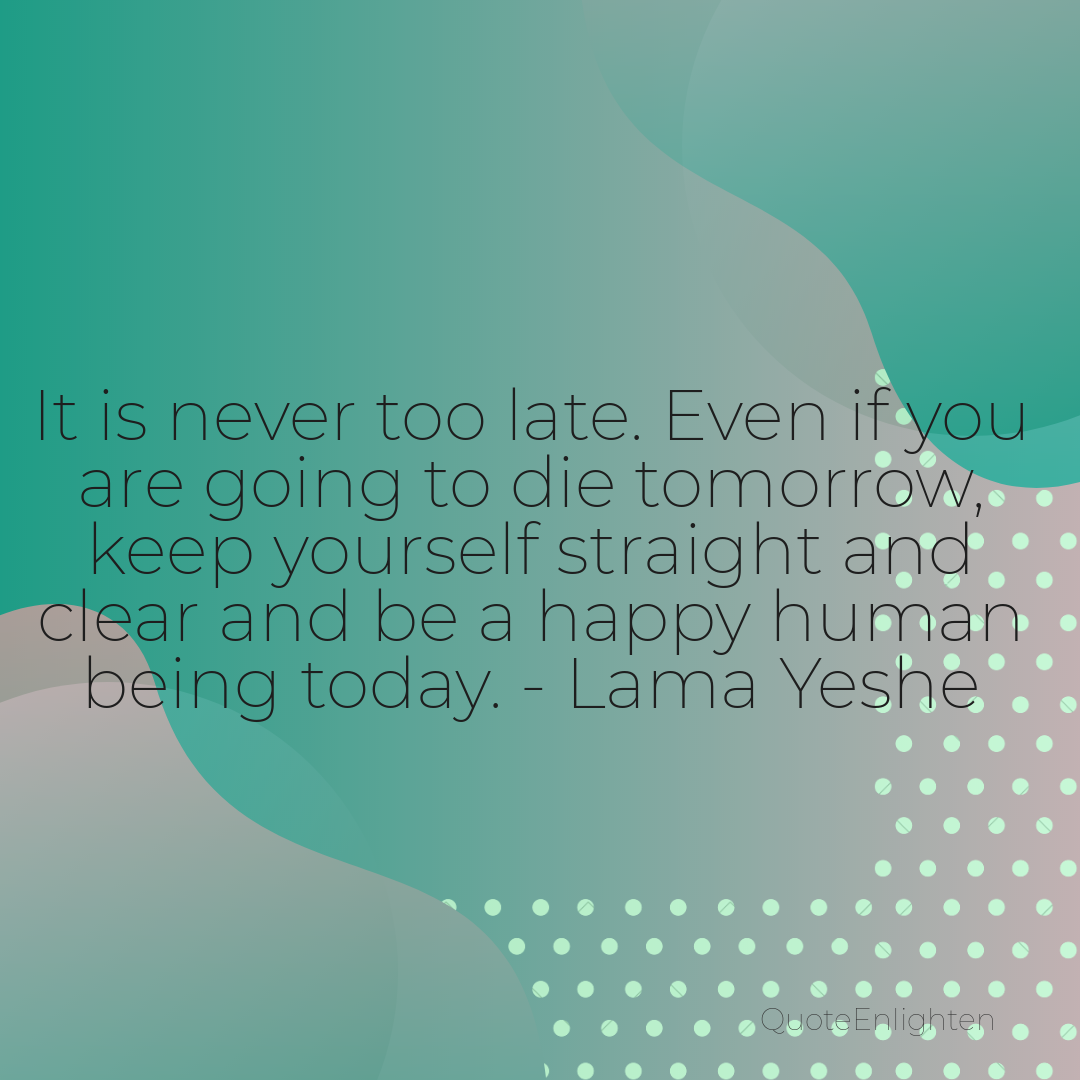 It is never too late. Even if you
are going to die tomorrow,
keep yourself straight and
clear and be a happy human
being today. - Lama Yeshe
QuoteEnlighten